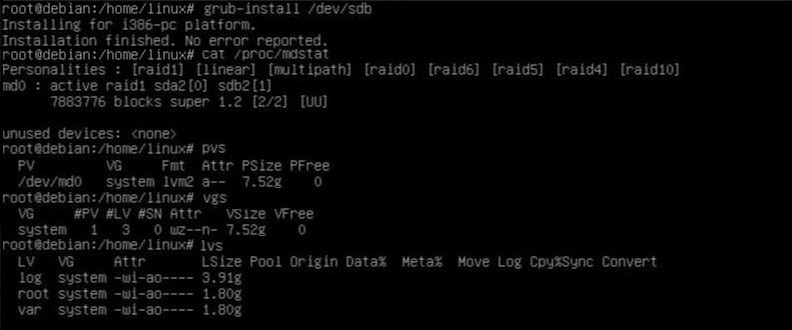 root@debian:/home/linux# grub-install /dev/sdb
Installing for i386-pc platform.
Installation finished. No error reported.
root@debian:/home/linux# cat /proc/mdstat
Personalities : [raid1] [linear] [multipath] [raid0] [raid6] [raid5] [raid4] [raid10]
md0 : active raid1 sda2[0] sdb2[1]
      7883776 blocks super 1.2 [2/2] [UU]

unused devices: <none>
root@debian:/home/linux# pvs
  PV         VG     Fmt  Attr PSize PFree
  /dev/md0   system lvm2 a--  7.52g    0
root@debian:/home/linux# vgs
  VG     #PV #LV #SN Attr   VSize VFree
  system   1   3   0 wz--n- 7.52g    0
root@debian:/home/linux# lvs
  LV   VG     Attr       LSize Pool Origin Data%  Meta%  Move Log Cpy%Sync Convert
  log  system -wi-ao---- 3.91g
  root system -wi-ao---- 1.80g
  var  system -wi-ao---- 1.80g